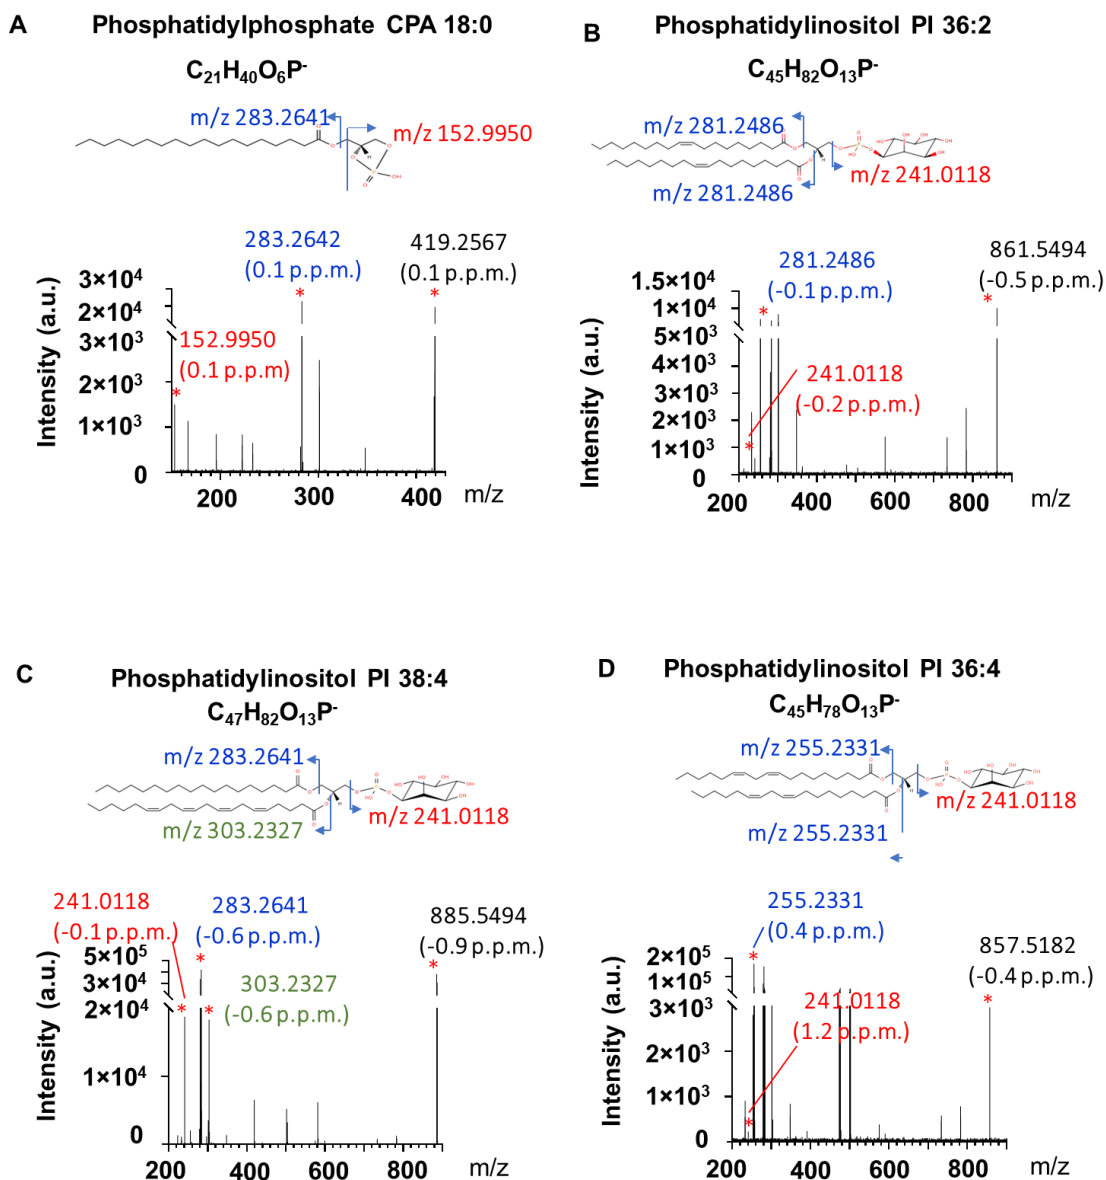 A
Phosphatidylphosphate CPA 18:0
C₂₁H₄₀O₆P⁻
m/z 283.2641
m/z 152.9950
283.2642
(0.1 p.p.m.)
419.2567
(0.1 p.p.m.)
152.9950
(0.1 p.p.m)
Intensity (a.u.)
3×10⁴
2×10⁴
3×10³
2×10³
1×10³
0
200
300
400
m/z
B
Phosphatidylinositol PI 36:2
C₄₅H₈₂O₁₃P⁻
m/z 281.2486
m/z 241.0118
m/z 281.2486
281.2486
(-0.1 p.p.m.)
861.5494
(-0.5 p.p.m.)
241.0118
(-0.2 p.p.m.)
Intensity (a.u.)
1.5×10⁴
1×10⁴
5×10³
4×10³
3×10³
2×10³
1×10³
0
200
400
600
800
m/z
C
Phosphatidylinositol PI 38:4
C₄₇H₈₂O₁₃P⁻
m/z 283.2641
m/z 241.0118
m/z 303.2327
241.0118
(-0.1 p.p.m.)
283.2641
(-0.6 p.p.m.)
303.2327
(-0.6 p.p.m.)
885.5494
(-0.9 p.p.m.)
Intensity (a.u.)
5×10⁵
3×10⁴
2×10⁴
1×10⁴
0
200
400
600
800
m/z
D
Phosphatidylinositol PI 36:4
C₄₅H₇₈O₁₃P⁻
m/z 255.2331
m/z 241.0118
m/z 255.2331
255.2331
(0.4 p.p.m.)
857.5182
(-0.4 p.p.m.)
241.0118
(1.2 p.p.m.)
Intensity (a.u.)
2×10⁵
1×10⁵
3×10³
2×10³
1×10³
0
200
400
600
800
m/z